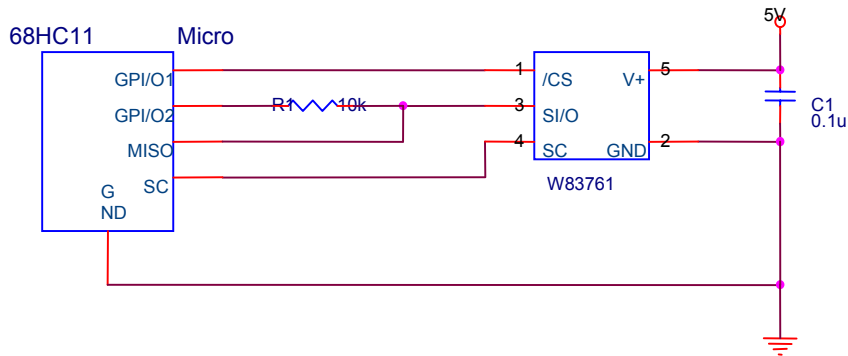 5V
68HC11 Micro
GPI/O1
GPI/O2
MISO
SC
G
ND
R1 10k
1
3
4
/CS
SI/O
SC
V+
GND
5
2
W83761
C1
0.1u